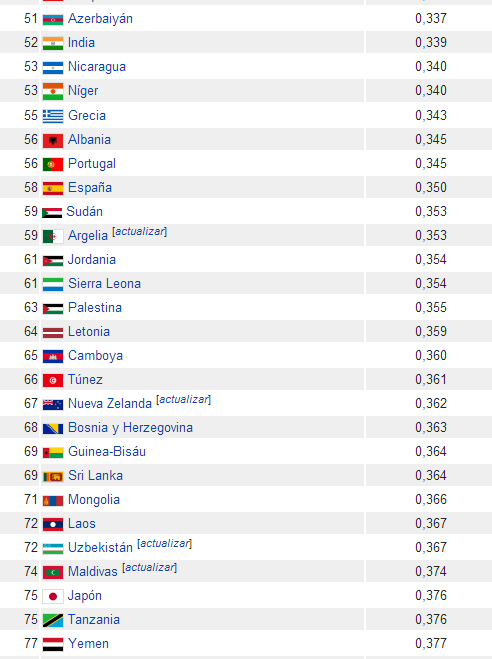 51 Azerbaiyán 0,337
52 India 0,339
53 Nicaragua 0,340
53 Níger 0,340
55 Grecia 0,343
56 Albania 0,345
56 Portugal 0,345
58 España 0,350
59 Sudán 0,353
59 Argelia [actualizar] 0,353
61 Jordania 0,354
61 Sierra Leona 0,354
63 Palestina 0,355
64 Letonia 0,359
65 Camboya 0,360
66 Túnez 0,361
67 Nueva Zelanda [actualizar] 0,362
68 Bosnia y Herzegovina 0,363
69 Guinea-Bisáu 0,364
69 Sri Lanka 0,364
71 Mongolia 0,366
72 Laos 0,367
72 Uzbekistán [actualizar] 0,367
74 Maldivas [actualizar] 0,374
75 Japón 0,376
75 Tanzania 0,376
77 Yemen 0,377